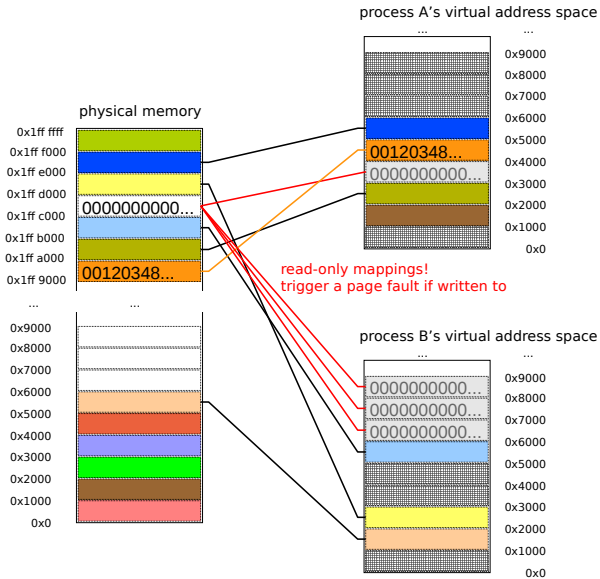 process A's virtual address space
...
...
0x9000
0x8000
0x7000
0x6000
0x5000
0x4000
0x3000
0x2000
0x1000
0x0
00120348...
0000000000...
physical memory
0x1ff ffff
0x1ff f000
0x1ff e000
0x1ff d000
0x1ff c000
0x1ff b000
0x1ff a000
0x1ff 9000
0000000000...
00120348...
...
...
0x9000
0x8000
0x7000
0x6000
0x5000
0x4000
0x3000
0x2000
0x1000
0x0
read-only mappings!
trigger a page fault if written to
process B's virtual address space
...
...
0000000000...
0000000000...
0000000000...
0x9000
0x8000
0x7000
0x6000
0x5000
0x4000
0x3000
0x2000
0x1000
0x0